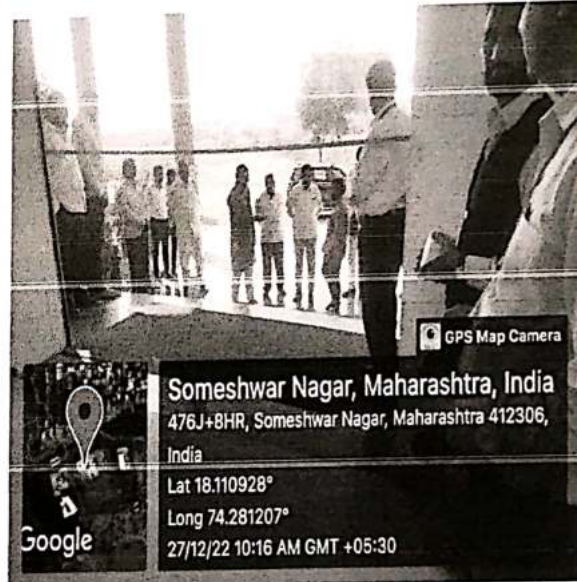 GPS Map Camera
Someshwar Nagar, Maharashtra, India
476J+8HR, Someshwar Nagar, Maharashtra 412306,
India
Lat 18.110928°
Long 74.281207°
27/12/22 10:16 AM GMT +05:30
Google